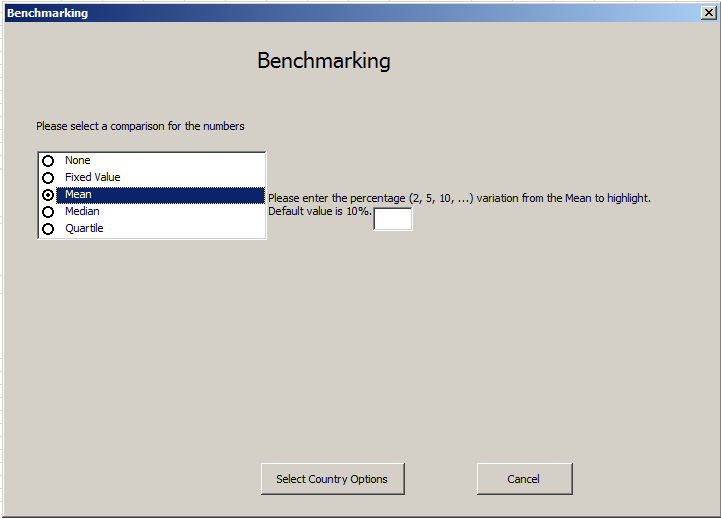 Benchmarking
Benchmarking
Please select a comparison for the numbers
None
Fixed Value
Mean
Median
Quartile
Please enter the percentage (2, 5, 10, ...) variation from the Mean to highlight.
Default value is 10%.
Select Country Options
Cancel